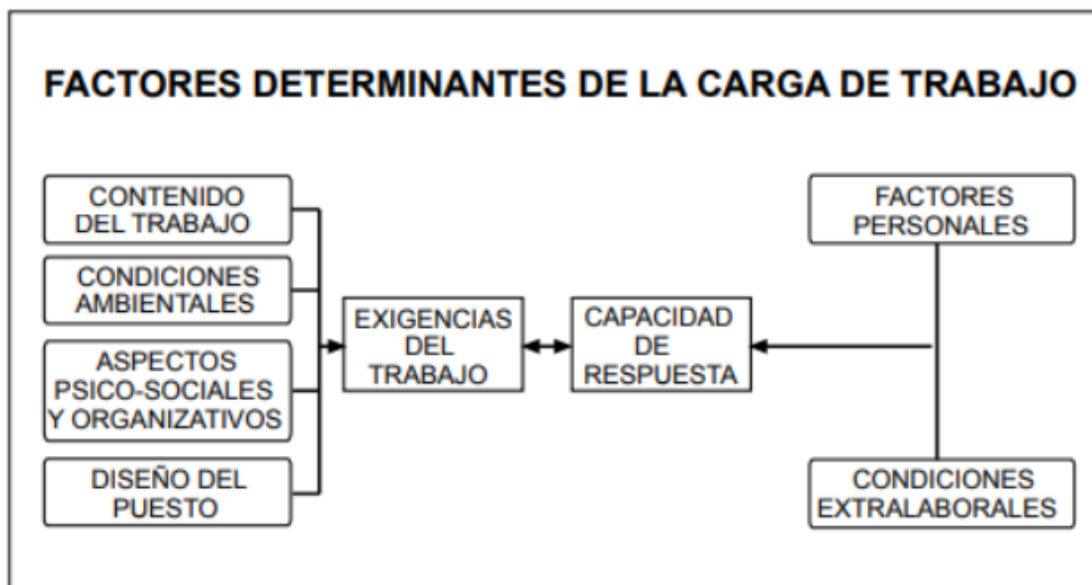 FACTORES DETERMINANTES DE LA CARGA DE TRABAJO
CONTENIDO
DEL TRABAJO
CONDICIONES
AMBIENTALES
ASPECTOS
PSICO-SOCIALES
Y ORGANIZATIVOS
DISEÑO DEL
PUESTO
EXIGENCIAS
DEL
TRABAJO
CAPACIDAD
DE
RESPUESTA
FACTORES
PERSONALES
CONDICIONES
EXTRALABORALES